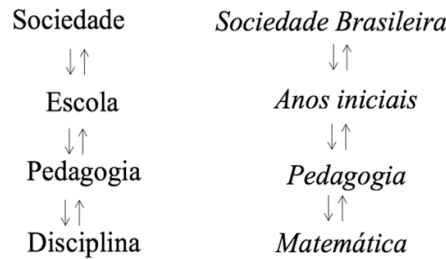 Sociedade Sociedade Brasileira
↓↑ ↓↑
Escola Anos iniciais
↓↑ ↓↑
Pedagogia Pedagogia
↓↑ ↓↑
Disciplina Matemática